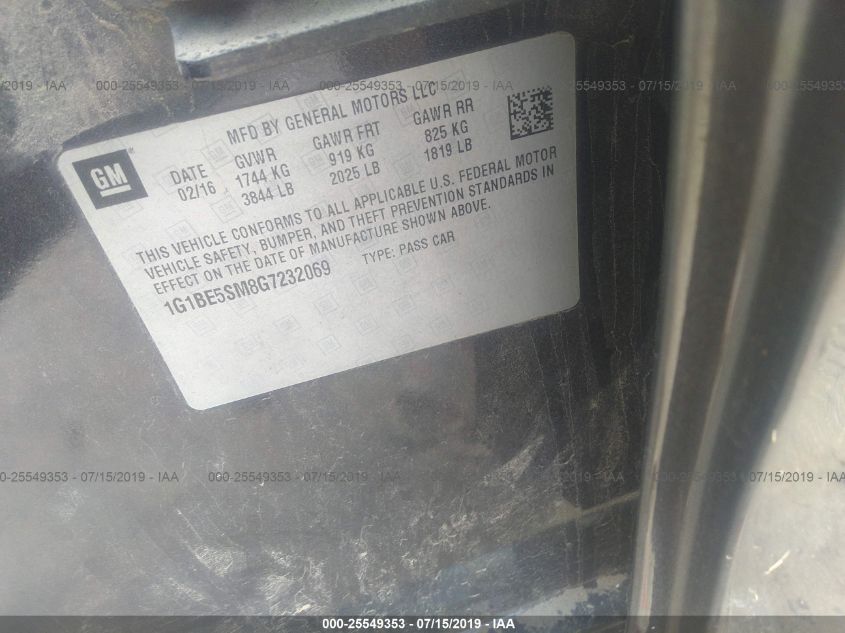 000-25549353 - 07/15/2019 - IAA
MFD BY GENERAL MOTORS LLC
GM
DATE GVWR GAWR FRT GAWR RR
02/16 1744 KG 919 KG 825 KG
3844 LB 2025 LB 1819 LB
THIS VEHICLE CONFORMS TO ALL APPLICABLE U.S. FEDERAL MOTOR
VEHICLE SAFETY, BUMPER, AND THEFT PREVENTION STANDARDS IN
EFFECT ON THE DATE OF MANUFACTURE SHOWN ABOVE.
1G1BE5SM8G7232069 TYPE: PASS CAR
000-25549353 - 07/15/2019 - IAA
000-25549353 - 07/15/2019 - IAA